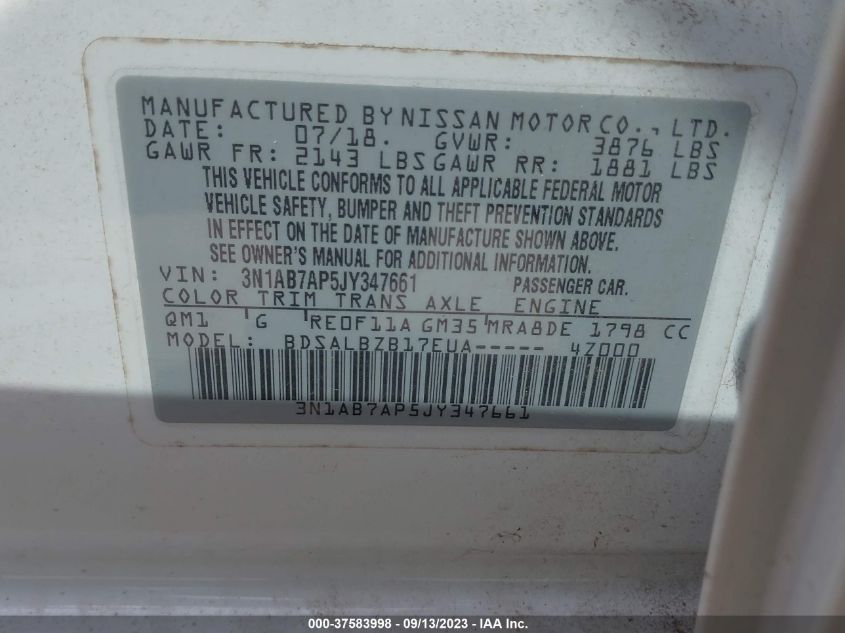 MANUFACTURED BY NISSAN MOTOR CO., LTD.
DATE: 07/18. GVWR: 3876 LBS
GAWR FR: 2143 LBS GAWR RR: 1881 LBS
THIS VEHICLE CONFORMS TO ALL APPLICABLE FEDERAL MOTOR
VEHICLE SAFETY, BUMPER AND THEFT PREVENTION STANDARDS
IN EFFECT ON THE DATE OF MANUFACTURE SHOWN ABOVE.
SEE OWNER'S MANUAL FOR ADDITIONAL INFORMATION.
VIN: 3N1AB7AP5JY347661 PASSENGER CAR.
COLOR TRIM TRANS AXLE ENGINE
QM1 G RE0F11A GM35 MRA8DE 1798 CC
MODEL: BDSALBZB17EUA----- 4Z000
3N1AB7AP5JY347661
000-37583998 - 09/13/2023 - IAA Inc.